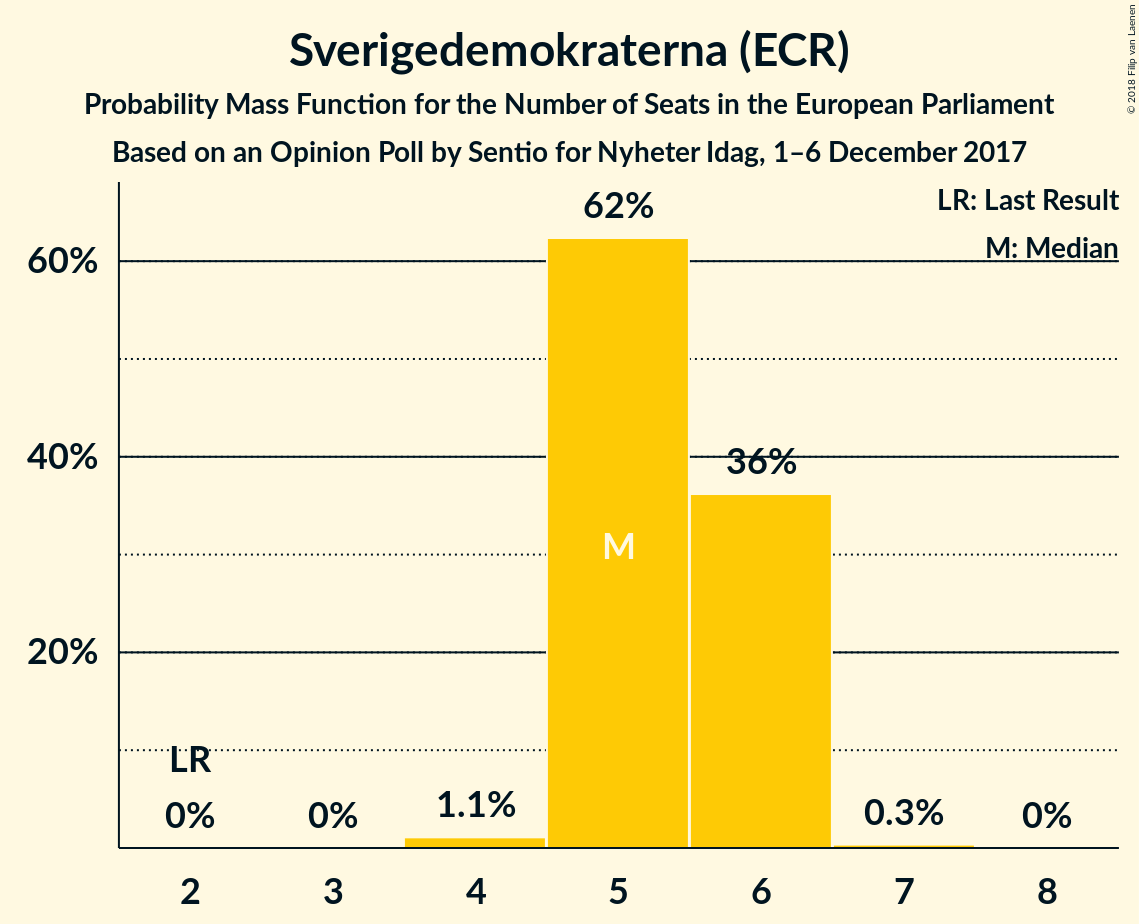 Sverigedemokraterna (ECR)
Probability Mass Function for the Number of Seats in the European Parliament
Based on an Opinion Poll by Sentio for Nyheter Idag, 1–6 December 2017
© 2018 Filip van Laenen
LR: Last Result
M: Median
62%
60%
40%
36%
M
20%
LR
0%
0%
1.1%
0.3%
0%
2 3 4 5 6 7 8